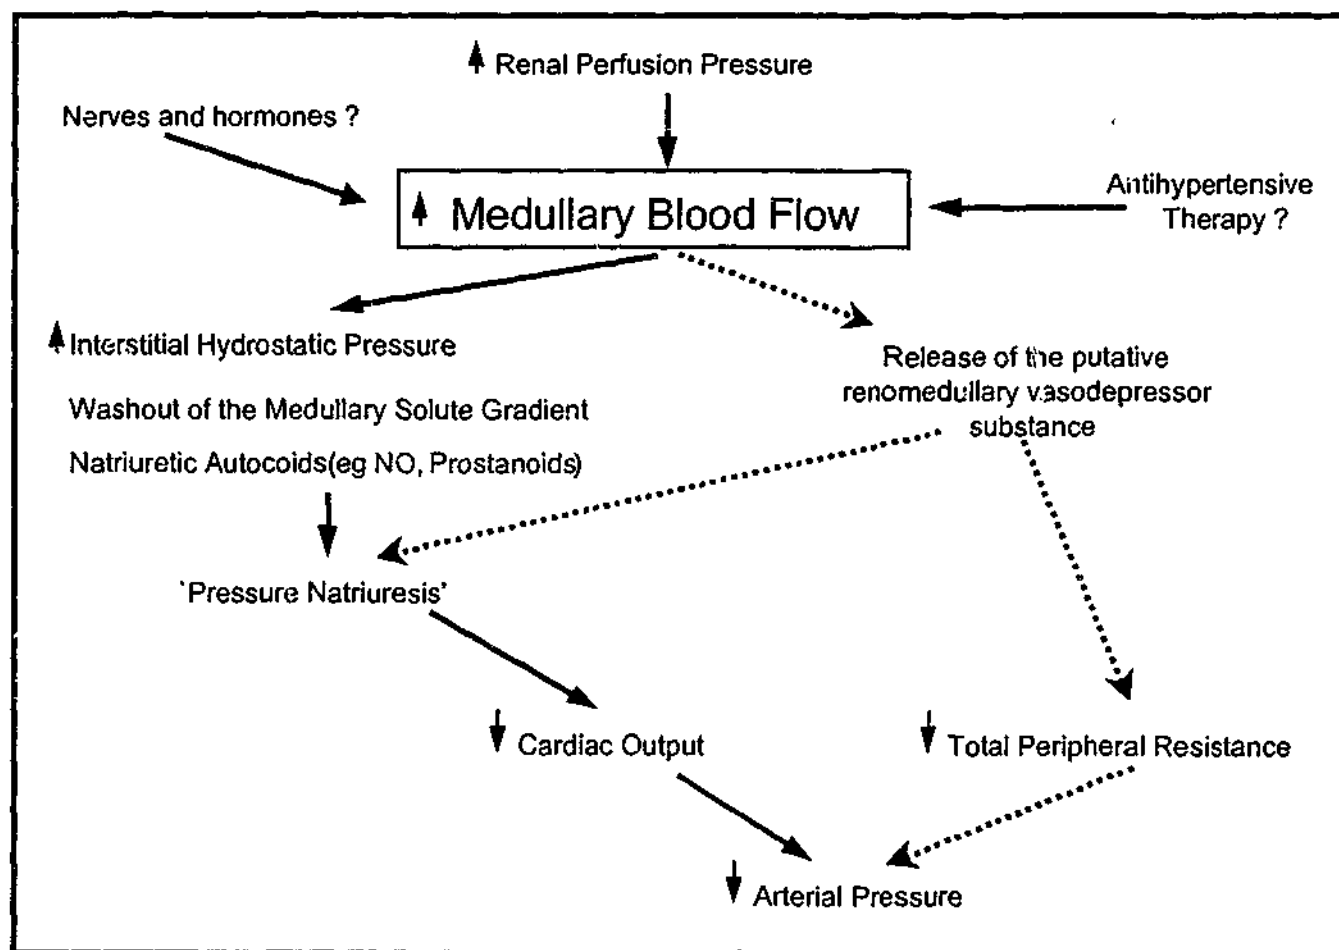 Renal Perfusion Pressure
Nerves and hormones ?
Medullary Blood Flow
Antihypertensive
Therapy ?
Interstitial Hydrostatic Pressure
Washout of the Medullary Solute Gradient
Natriuretic Autocoids(eg NO, Prostanoids)
Release of the putative
renomedullary vasodepressor
substance
'Pressure Natriuresis'
Cardiac Output
Total Peripheral Resistance
Arterial Pressure